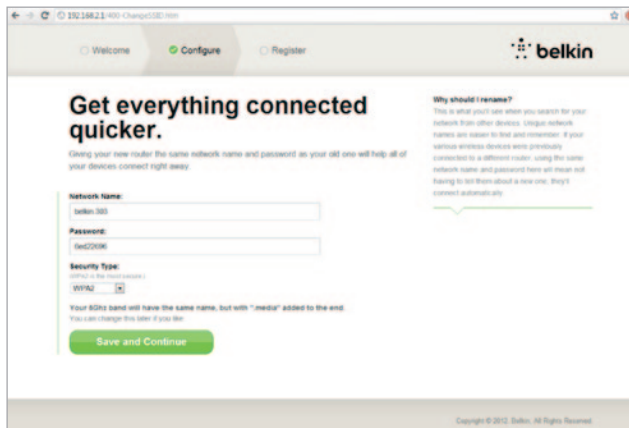 192.168.2.1/400-ChangeSSID.htm
Welcome
Configure
Register
belkin
Get everything connected
quicker.
Giving your new router the same network name and password as your old one will help all of
your devices connect right away.
Network Name:
belkin.393
Password:
6ed22696
Security Type:
(WPA2 is the most secure.)
WPA2
Your 5Ghz band will have the same name, but with ".media" added to the end.
You can change this later if you like
Save and Continue
Why should I rename?
This is what you'll see when you search for your
network from other devices. Unique network
names are easier to find and remember. If your
various wireless devices were previously
connected to a different router, using the same
network name and password here will mean not
having to tell them about a new one, they'll
connect automatically
Copyright © 2012, Belkin, All Rights Reserved.